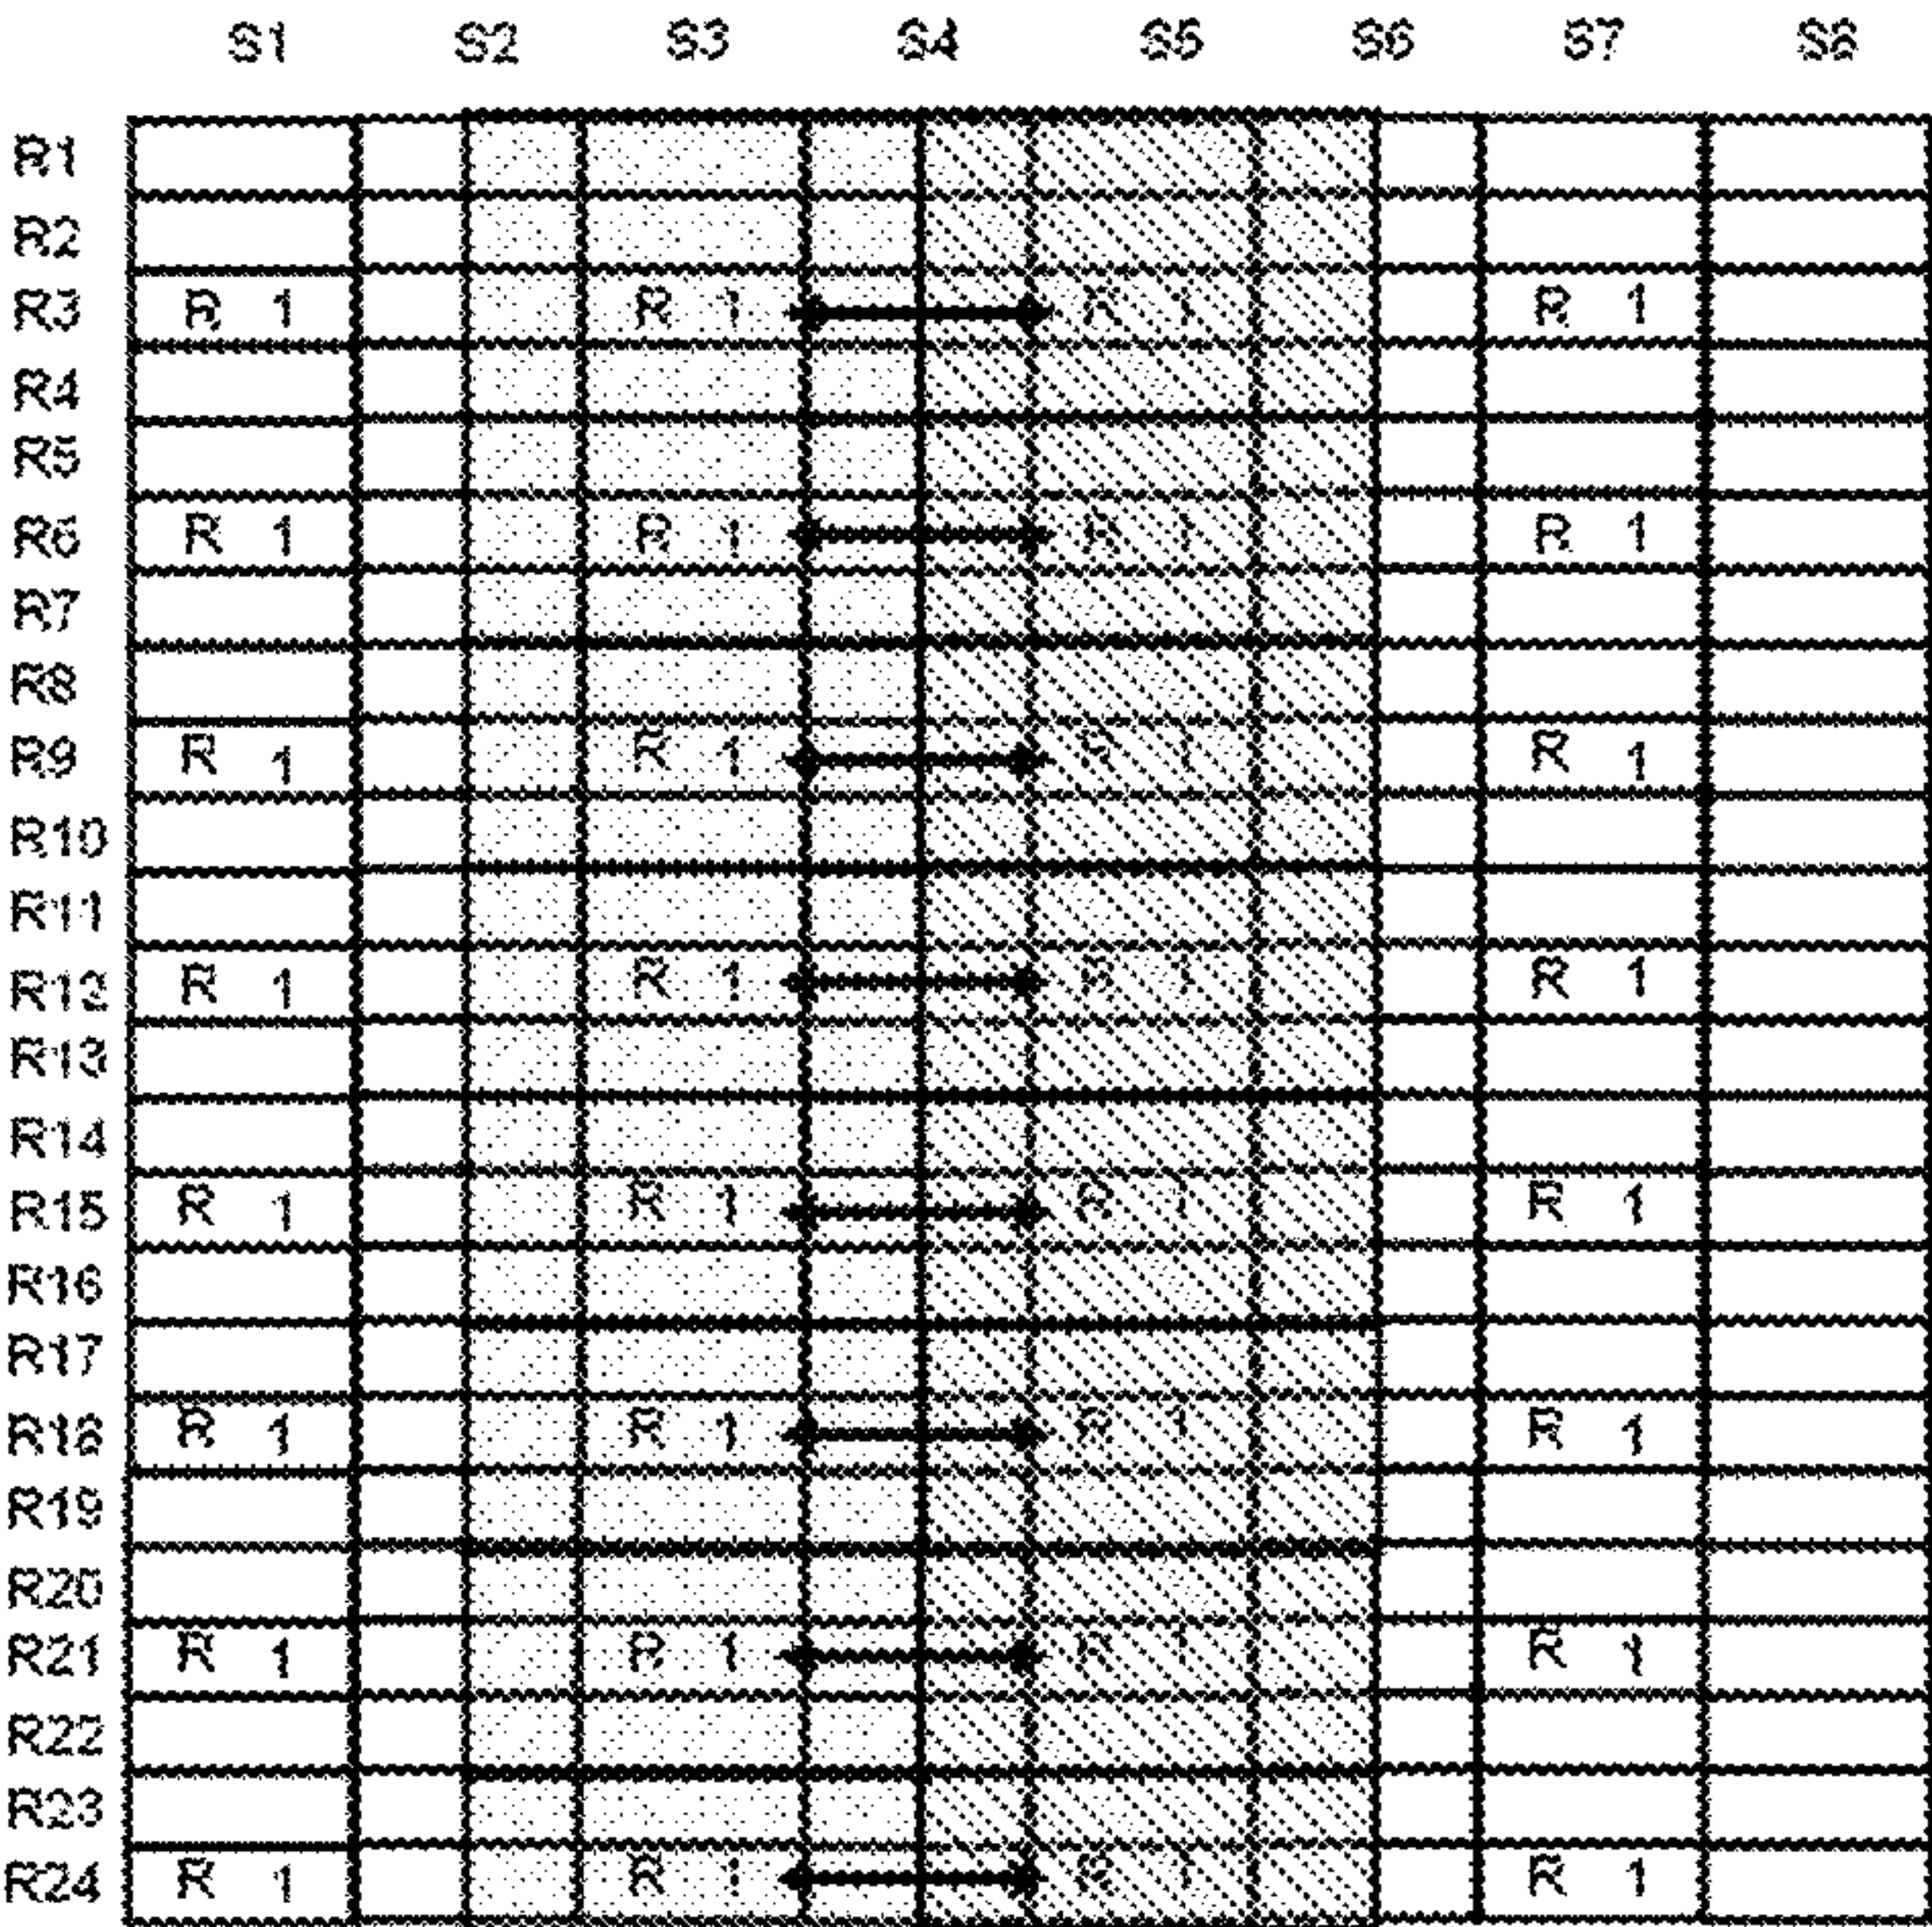 S1 S2 S3 S4 S5 S6 S7 S8
R1
R2
R3 R 1 R 1 R 1 R 1
R4
R5
R6 R 1 R 1 R 1 R 1
R7
R8
R9 R 1 R 1 R 1 R 1
R10
R11
R12 R 1 R 1 R 1 R 1
R13
R14
R15 R 1 R 1 R 1 R 1
R16
R17
R18 R 1 R 1 R 1 R 1
R19
R20
R21 R 1 R 1 R 1 R 1
R22
R23
R24 R 1 R 1 R 1 R 1